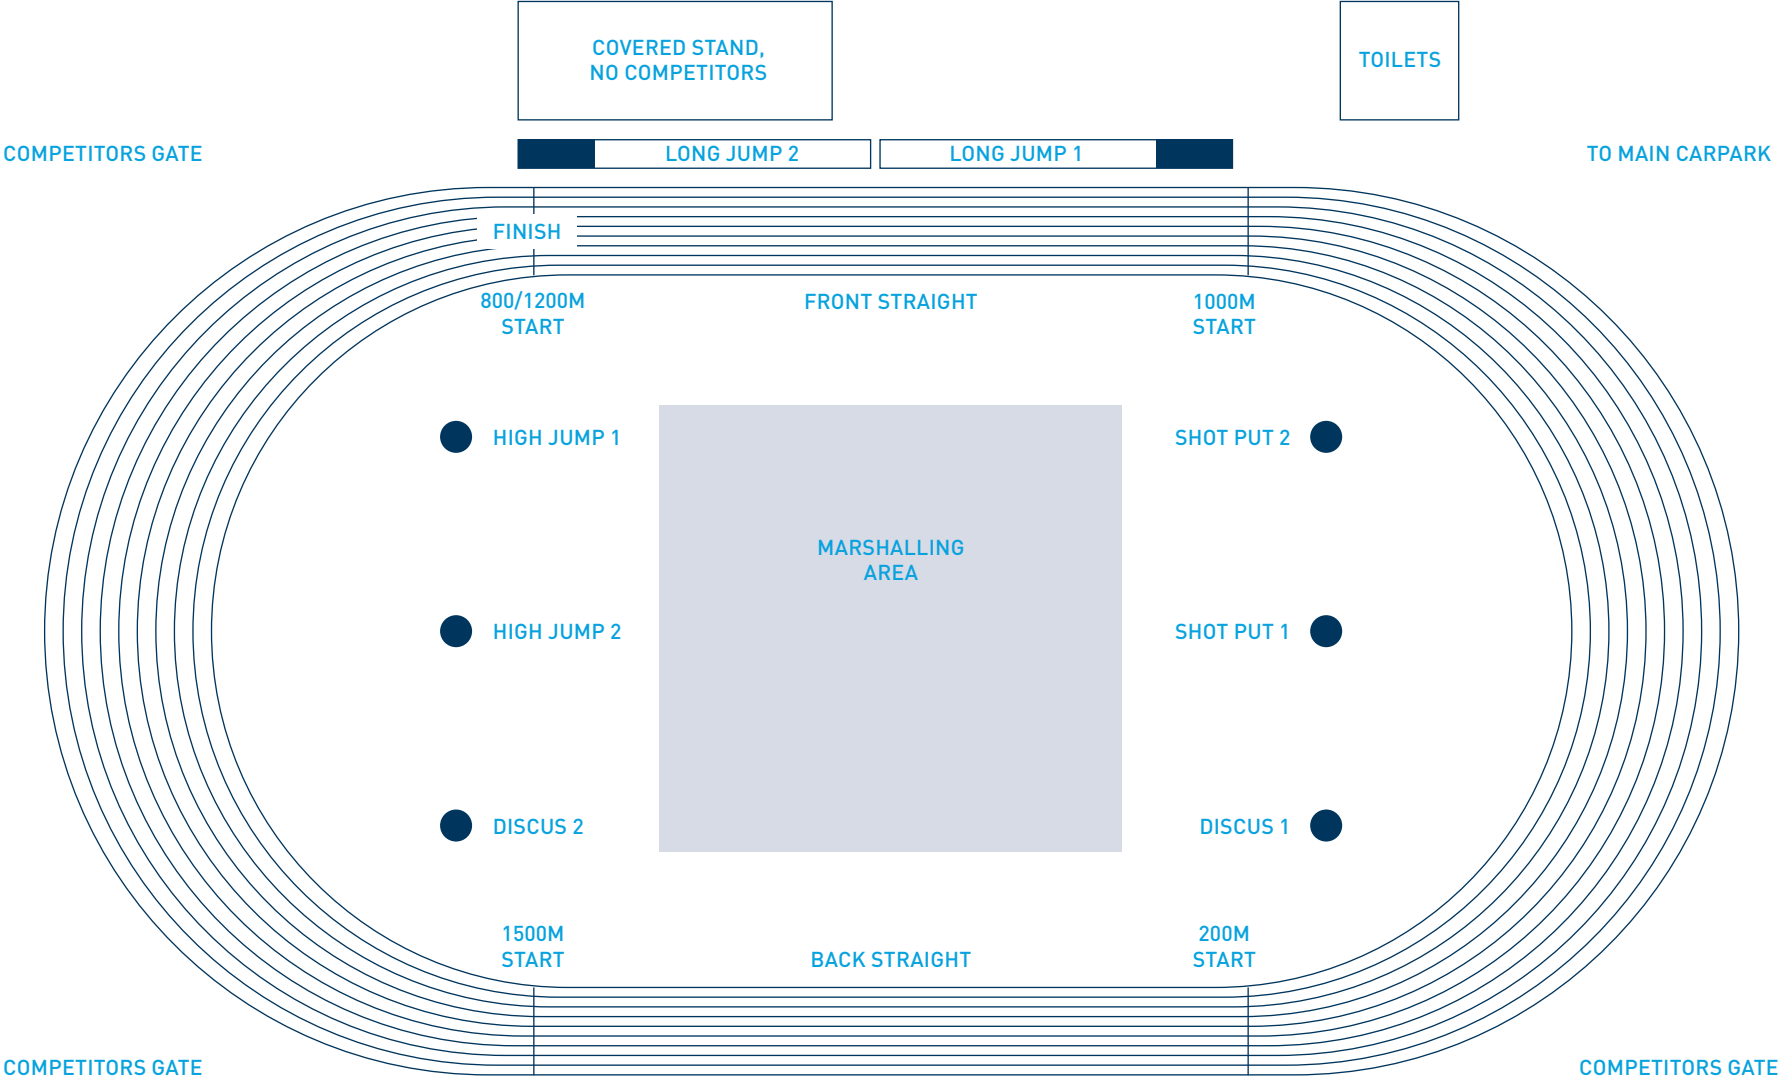 COVERED STAND,
NO COMPETITORS
TOILETS
COMPETITORS GATE
LONG JUMP 2
LONG JUMP 1
TO MAIN CARPARK
FINISH
800/1200M
START
FRONT STRAIGHT
1000M
START
HIGH JUMP 1
SHOT PUT 2
MARSHALLING
AREA
HIGH JUMP 2
SHOT PUT 1
DISCUS 2
DISCUS 1
1500M
START
BACK STRAIGHT
200M
START
COMPETITORS GATE
COMPETITORS GATE